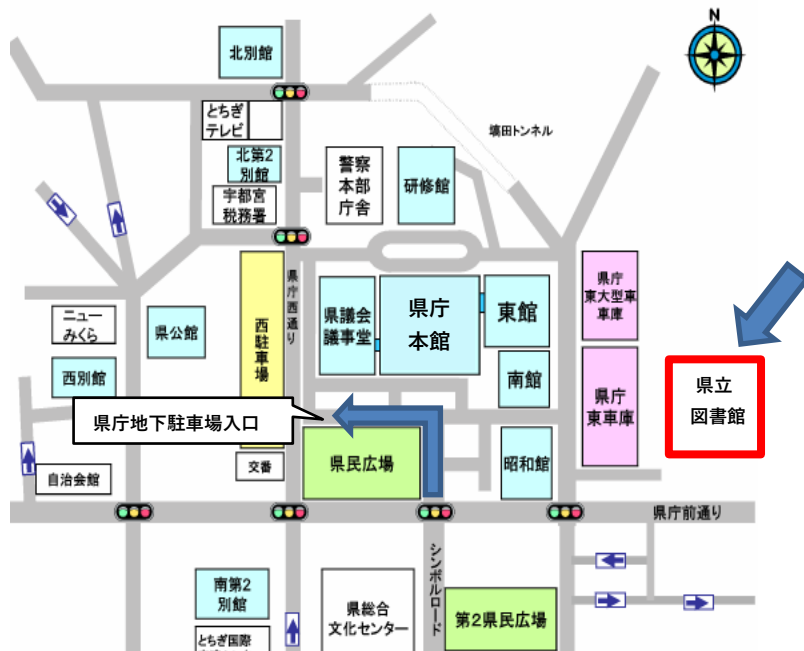 N
北別館
とちぎ
テレビ
塙田トンネル
北第2
別館
宇都宮
税務署
警察
本部
庁舎
研修館
県庁西通り
県庁
東大型車
車庫
ニュー
みくら
県公館
西駐車場
県議会
議事堂
県庁
本館
東館
西別館
南館
県庁
東車庫
県立
図書館
県庁地下駐車場入口
交番
県民広場
昭和館
自治会館
県庁前通り
シンボルロード
南第2
別館
県総合
文化センター
第2県民広場
とちぎ国際